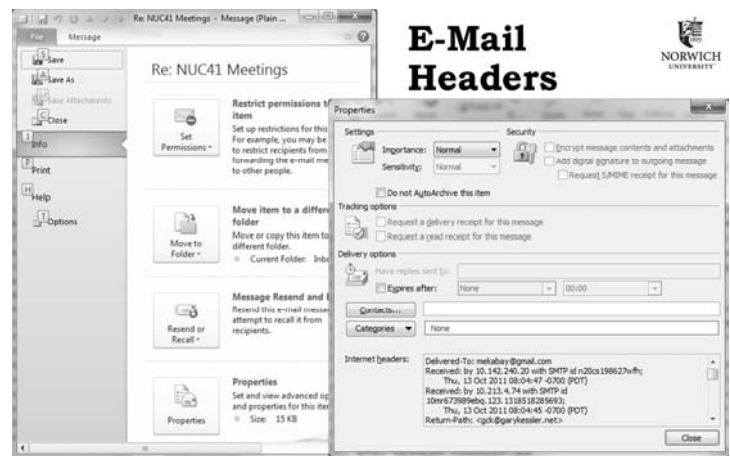 Re: NUC41 Meetings - Message (Plain ...
File
Message
Save
Save As
Save Attachments
Close
Info
Print
Help
Options
Re: NUC41 Meetings
Set
Permissions
Restrict permissions t
item
Set up restrictions for this
For example, you may be
to restrict recipients from
forwarding the e-mail me
to other people.
Move to
Folder
Move item to a differe
folder
Move or copy this item to
different folder.
Current Folder: Inbo
Resend or
Recall
Message Resend and
Resend this e-mail messa
attempt to recall it from
recipients.
Properties
Properties
Set and view advanced op
and properties for this iter
Size: 15 KB
E-Mail
Headers
NORWICH
UNIVERSITY
Properties
Settings
Security
Importance: Normal
Sensitivity: Normal
Encrypt message contents and attachments
Add digital signature to outgoing message
Request S/MIME receipt for this message
Do not AutoArchive this item
Tracking options
Request a delivery receipt for this message
Request a read receipt for this message
Delivery options
Have replies sent to:
Expires after: None 00:00
Contacts...
Categories None
Internet headers:
Delivered-To: mekabay@gmail.com
Received: by 10.142.240.20 with SMTP id n20cs198627wfh;
Thu, 13 Oct 2011 08:04:47 -0700 (PDT)
Received: by 10.213.4.74 with SMTP id
10mr673989ebq.123.1318518285693;
Thu, 13 Oct 2011 08:04:45 -0700 (PDT)
Return-Path: <gck@garykessler.net>
Close